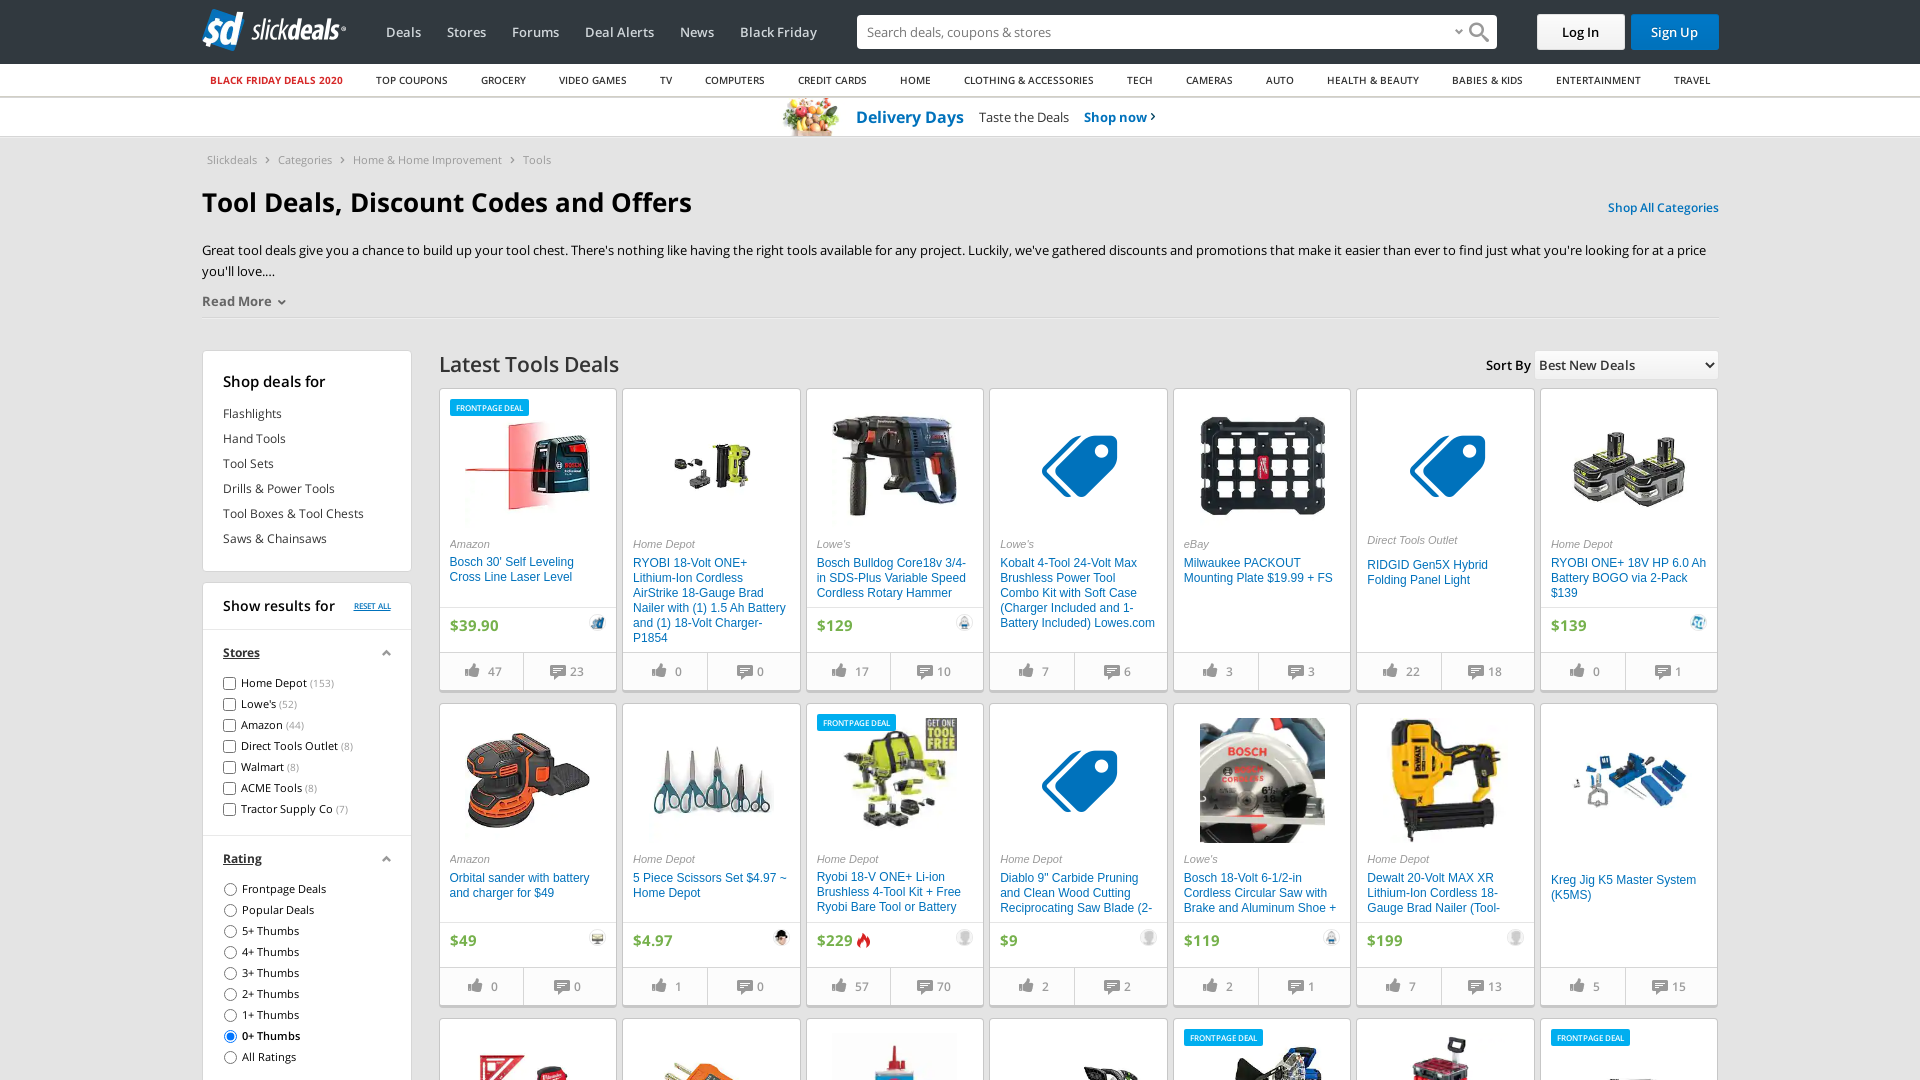 slickdeals
Deals
Stores
Forums
Deal Alerts
News
Black Friday
Search deals, coupons & stores
Log In
Sign Up
BLACK FRIDAY DEALS 2020
TOP COUPONS
GROCERY
VIDEO GAMES
TV
COMPUTERS
CREDIT CARDS
HOME
CLOTHING & ACCESSORIES
TECH
CAMERAS
AUTO
HEALTH & BEAUTY
BABIES & KIDS
ENTERTAINMENT
TRAVEL
Delivery Days Taste the Deals Shop now
Slickdeals > Categories > Home & Home Improvement > Tools
Tool Deals, Discount Codes and Offers
Shop All Categories
Great tool deals give you a chance to build up your tool chest. There's nothing like having the right tools available for any project. Luckily, we've gathered discounts and promotions that make it easier than ever to find just what you're looking for at a price
you'll love.…
Read More
Shop deals for
Flashlights
Hand Tools
Tool Sets
Drills & Power Tools
Tool Boxes & Tool Chests
Saws & Chainsaws
Show results for
RESET ALL
Stores
Home Depot (153)
Lowe's (52)
Amazon (44)
Direct Tools Outlet (8)
Walmart (8)
ACME Tools (8)
Tractor Supply Co (7)
Rating
Frontpage Deals
Popular Deals
5+ Thumbs
4+ Thumbs
3+ Thumbs
2+ Thumbs
1+ Thumbs
0+ Thumbs
All Ratings
Latest Tools Deals
Sort By Best New Deals
FRONTPAGE DEAL
Amazon
Bosch 30' Self Leveling
Cross Line Laser Level
$39.90
47
23
Home Depot
RYOBI 18-Volt ONE+
Lithium-Ion Cordless
AirStrike 18-Gauge Brad
Nailer with (1) 1.5 Ah Battery
and (1) 18-Volt Charger-
P1854
0
0
Lowe's
Bosch Bulldog Core18v 3/4-
in SDS-Plus Variable Speed
Cordless Rotary Hammer
$129
17
10
Lowe's
Kobalt 4-Tool 24-Volt Max
Brushless Power Tool
Combo Kit with Soft Case
(Charger Included and 1-
Battery Included) Lowes.com
7
6
eBay
Milwaukee PACKOUT
Mounting Plate $19.99 + FS
3
3
Direct Tools Outlet
RIDGID Gen5X Hybrid
Folding Panel Light
22
18
Home Depot
RYOBI ONE+ 18V HP 6.0 Ah
Battery BOGO via 2-Pack
$139
$139
0
1
Amazon
Orbital sander with battery
and charger for $49
$49
0
0
Home Depot
5 Piece Scissors Set $4.97 ~
Home Depot
$4.97
1
0
FRONTPAGE DEAL
GET ONE
TOOL
FREE
Home Depot
Ryobi 18-V ONE+ Li-ion
Brushless 4-Tool Kit + Free
Ryobi Bare Tool or Battery
$229
57
70
Home Depot
Diablo 9" Carbide Pruning
and Clean Wood Cutting
Reciprocating Saw Blade (2-
$9
2
2
BOSCH
Lowe's
Bosch 18-Volt 6-1/2-in
Cordless Circular Saw with
Brake and Aluminum Shoe +
$119
2
1
Home Depot
Dewalt 20-Volt MAX XR
Lithium-Ion Cordless 18-
Gauge Brad Nailer (Tool-
$199
7
13
Kreg Jig K5 Master System
(K5MS)
5
15
FRONTPAGE DEAL
FRONTPAGE DEAL